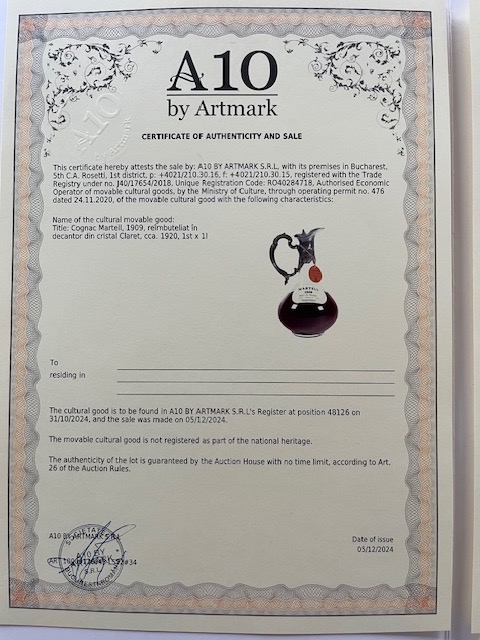 A10
by Artmark
CERTIFICATE OF AUTHENTICITY AND SALE
This certificate hereby attests the sale by: A10 BY ARTMARK S.R.L, with its premises in Bucharest,
5th C.A. Rosetti, 1st district, p: +4021/210.30.16, f: +4021/210.30.15, registered with the Trade
Registry under no. J40/17654/2018, Unique Registration Code: RO40284718, Authorised Economic
Operator of movable cultural goods, by the Ministry of Culture, through operating permit no. 476
dated 24.11.2020, of the movable cultural good with the following characteristics:
Name of the cultural movable good:
Title: Cognac Martell, 1909, reîmbuteliat în
decantor din cristal Claret, cca. 1920, 1st x 1l
MARTELL
To
residing in
The cultural good is to be found in A10 BY ARTMARK S.R.L's Register at position 48126 on
31/10/2024, and the sale was made on 05/12/2024.
The movable cultural good is not registered as part of the national heritage.
The authenticity of the lot is guaranteed by the Auction House with no time limit, according to Art.
26 of the Auction Rules.
A10 BY ARTMARK S.R.L
Date of issue
05/12/2024
A10 BY
S.R.L.